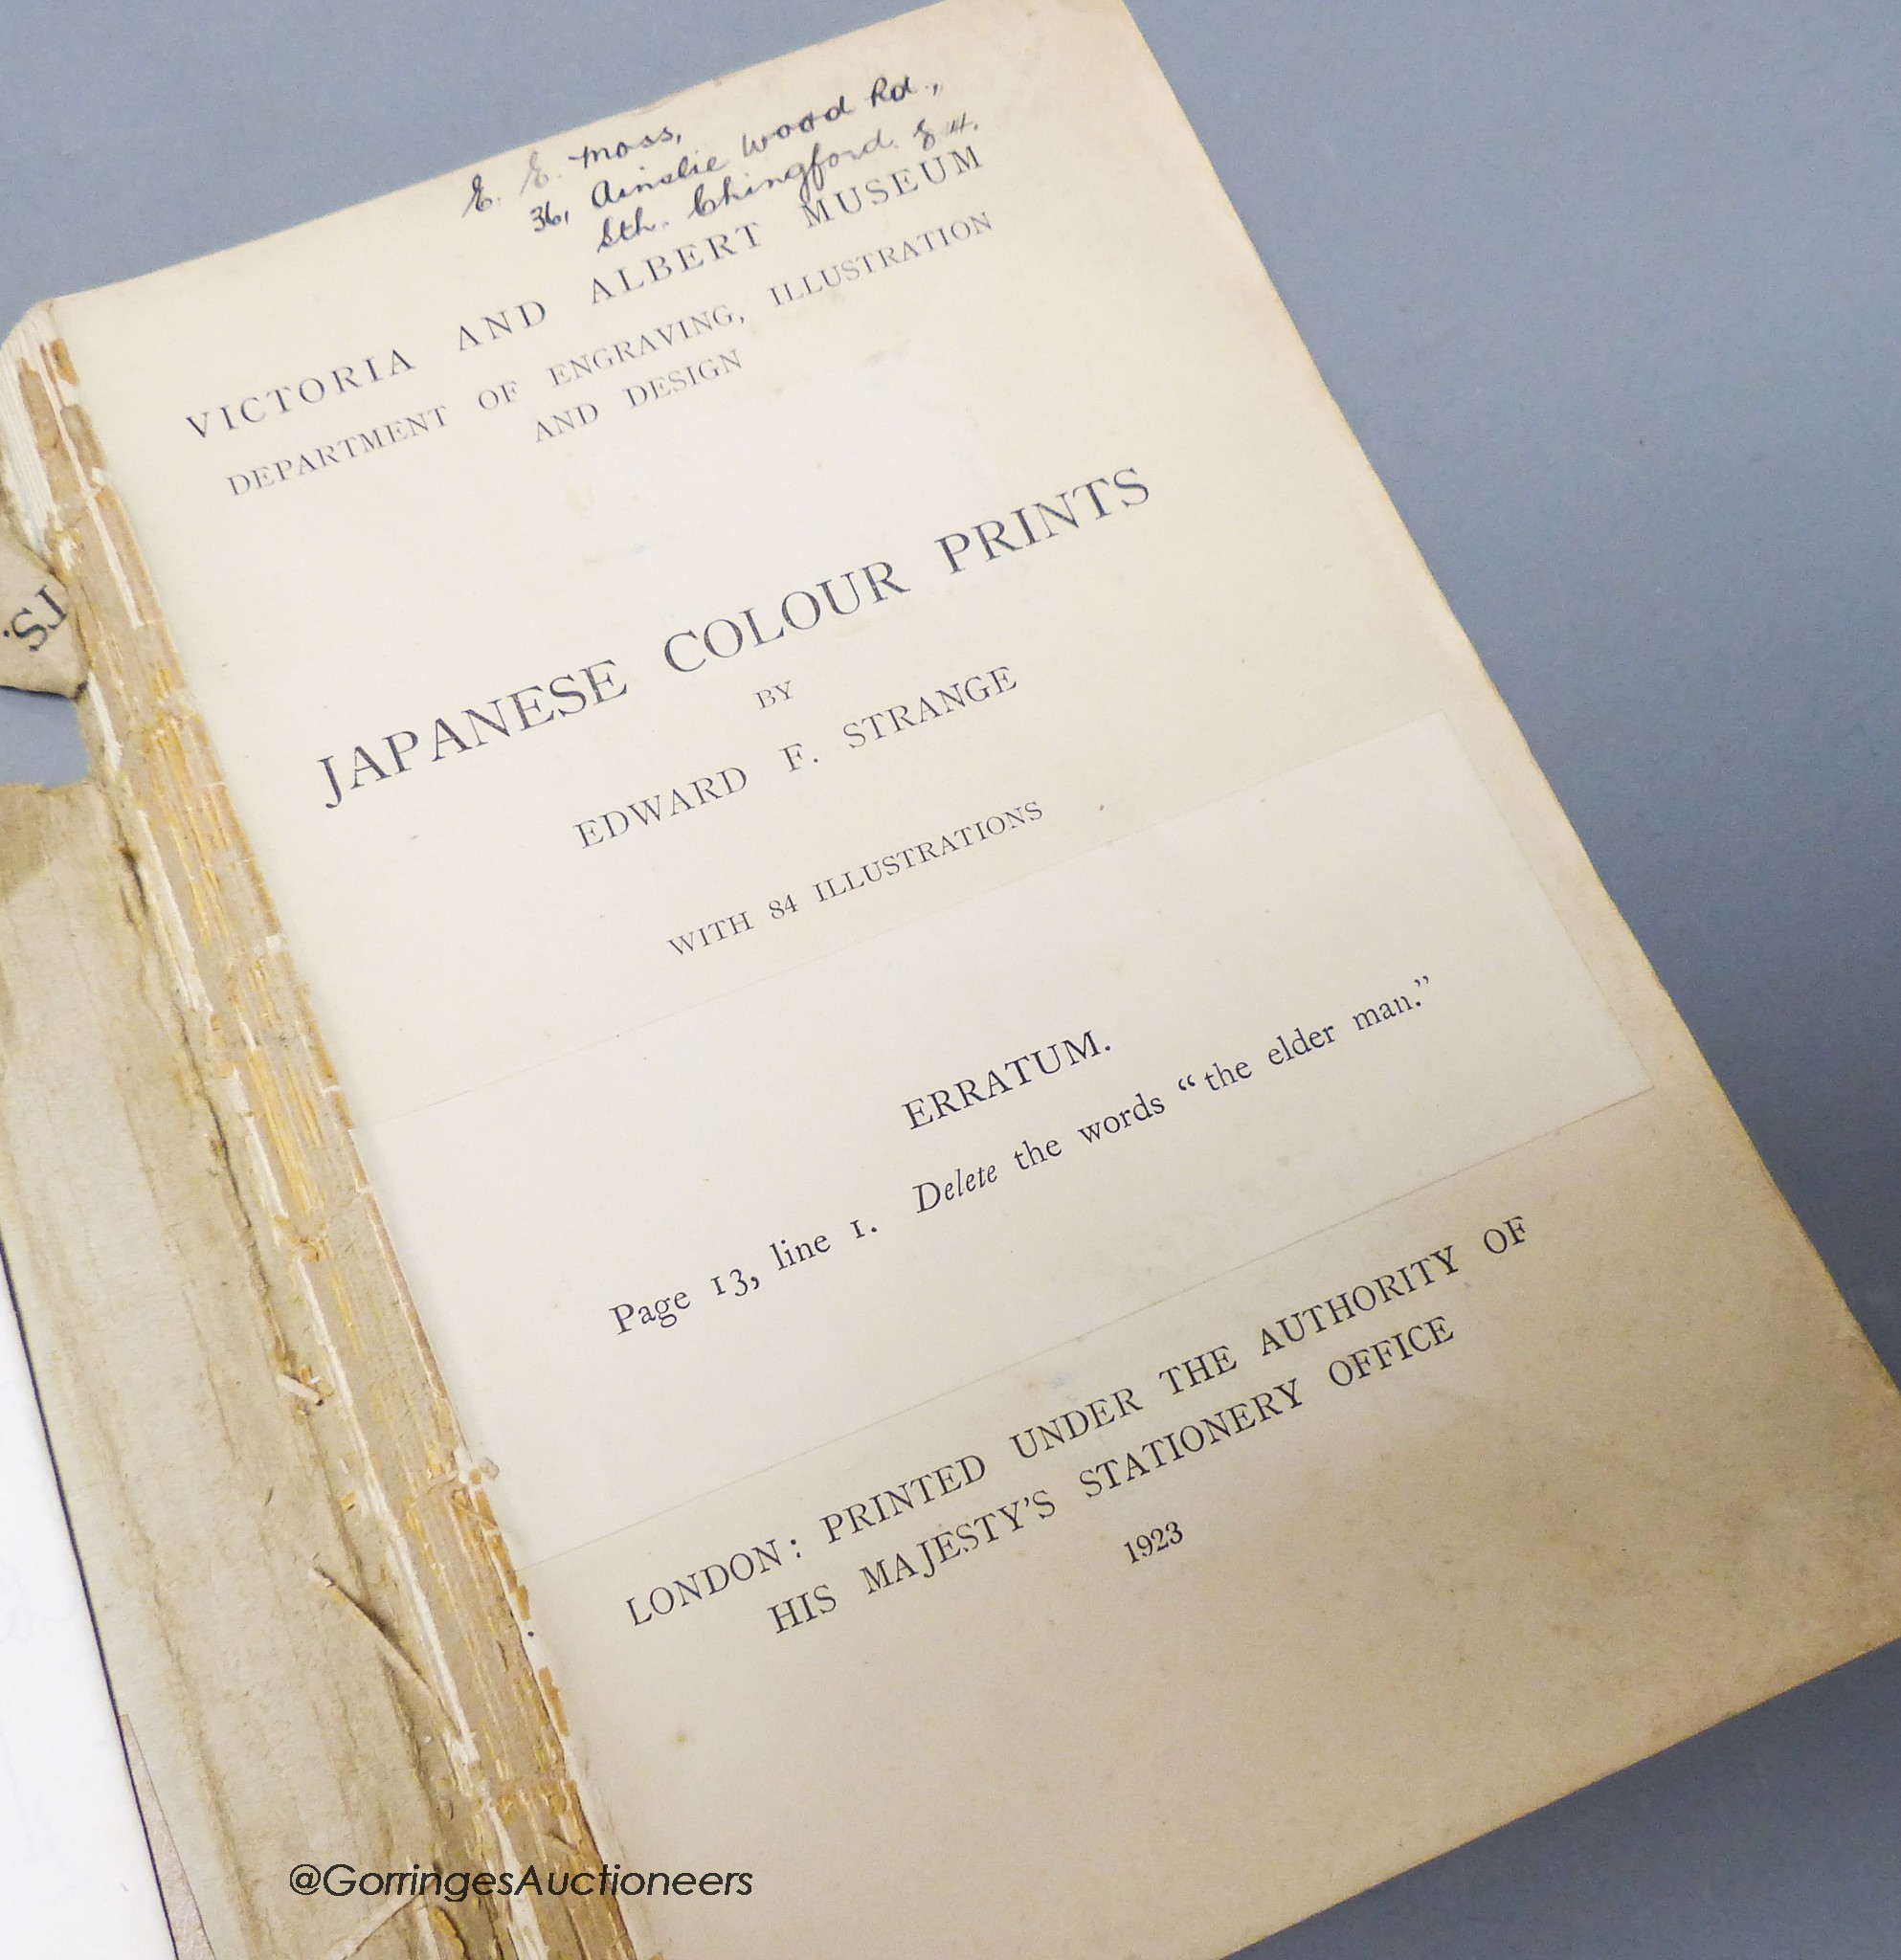 E. E. Moss,
36, Ainslie Wood Rd.,
Sth. Chingford. E 4.
VICTORIA AND ALBERT MUSEUM
DEPARTMENT OF ENGRAVING, ILLUSTRATION
AND DESIGN
JAPANESE COLOUR PRINTS
BY
EDWARD F. STRANGE
WITH 84 ILLUSTRATIONS
ERRATUM.
Page 13, line 1. Delete the words “the elder man.”
LONDON: PRINTED UNDER THE AUTHORITY OF
HIS MAJESTY'S STATIONERY OFFICE
1923
@GorringesAuctioneers